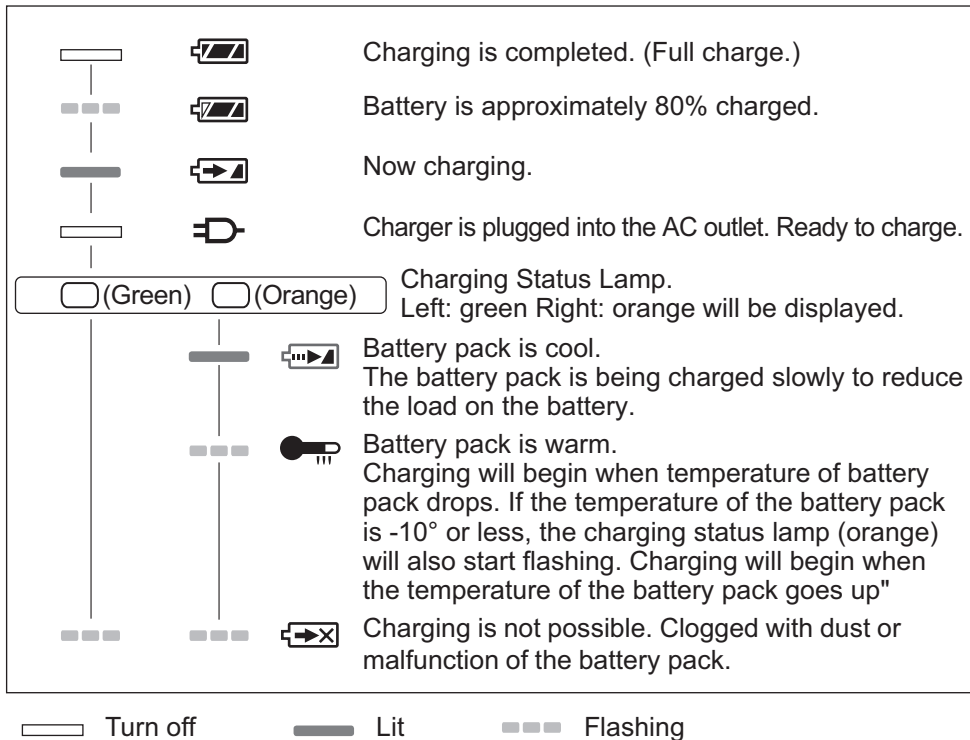 Charging is completed. (Full charge.)
Battery is approximately 80% charged.
Now charging.
Charger is plugged into the AC outlet. Ready to charge.
(Green) (Orange)
Charging Status Lamp.
Left: green Right: orange will be displayed.
Battery pack is cool.
The battery pack is being charged slowly to reduce
the load on the battery.
Battery pack is warm.
Charging will begin when temperature of battery
pack drops. If the temperature of the battery pack
is -10° or less, the charging status lamp (orange)
will also start flashing. Charging will begin when
the temperature of the battery pack goes up"
Charging is not possible. Clogged with dust or
malfunction of the battery pack.
Turn off Lit Flashing